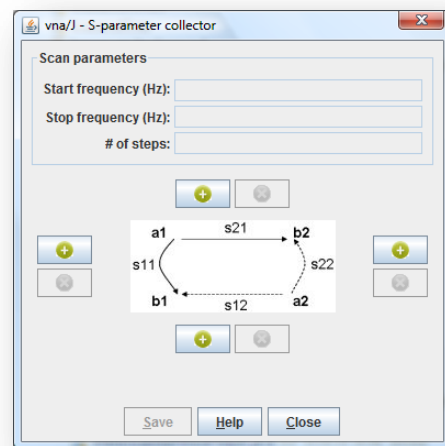 vna/J - S-parameter collector
Scan parameters
Start frequency (Hz):
Stop frequency (Hz):
# of steps:
a1 s21 b2
s11 s22
b1 s12 a2
Save Help Close